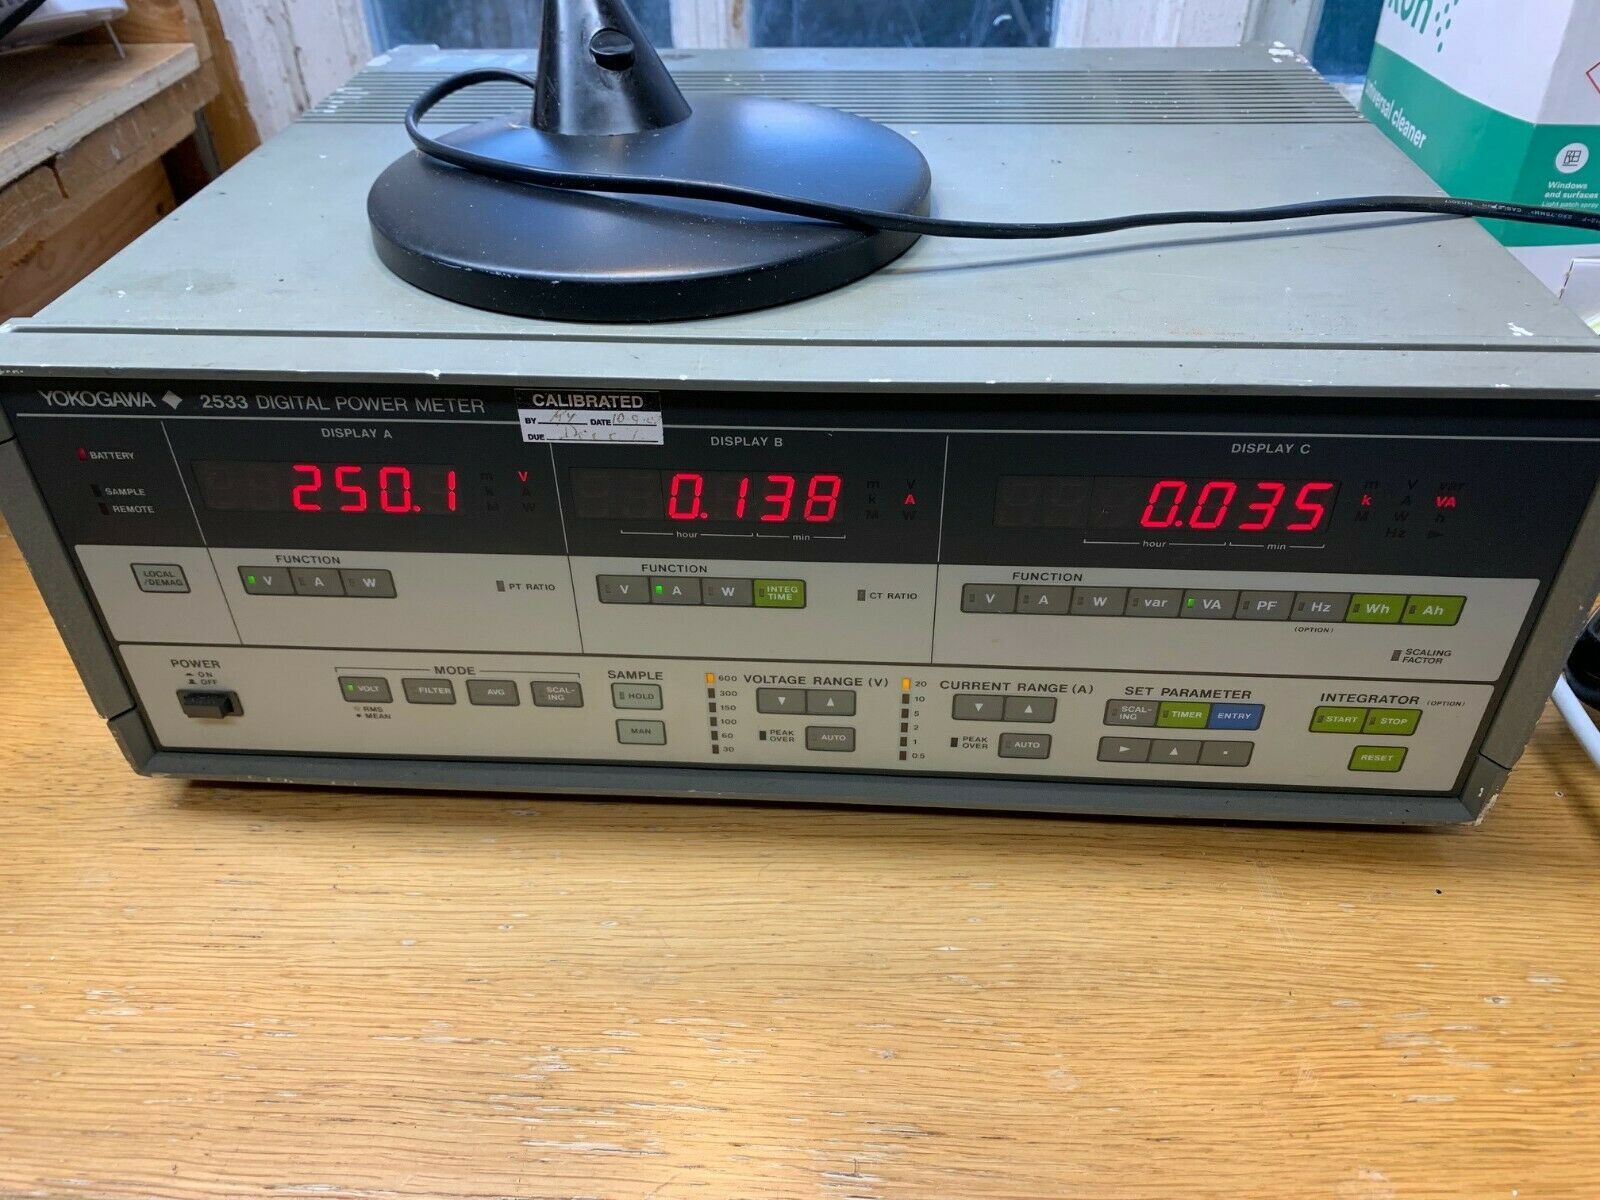 kon
universal cleaner
Windows
and surfaces
YOKOGAWA 2533 DIGITAL POWER METER
CALIBRATED
BY DATE
DUE
DISPLAY A
DISPLAY B
DISPLAY C
BATTERY
SAMPLE
REMOTE
250.1 m V
k A
M W
0.138 m V
k A
M W
hour min
0.035 m V var
k A VA
M W h
Hz
hour min
LOCAL
/DEMAG
FUNCTION
V A W
PT RATIO
FUNCTION
V A W INTEG
TIME
CT RATIO
FUNCTION
V A W var VA PF Hz Wh Ah
(OPTION)
SCALING
FACTOR
POWER
ON
OFF
MODE
VOLT FILTER AVG SCAL-
ING
RMS
MEAN
SAMPLE
HOLD
MAN
600
300
150
100
60
30
VOLTAGE RANGE (V)
▼ ▲
PEAK
OVER
AUTO
20
10
5
2
1
0.5
CURRENT RANGE (A)
▼ ▲
PEAK
OVER
AUTO
SET PARAMETER
SCAL-
ING
TIMER ENTRY
INTEGRATOR (OPTION)
START STOP
RESET